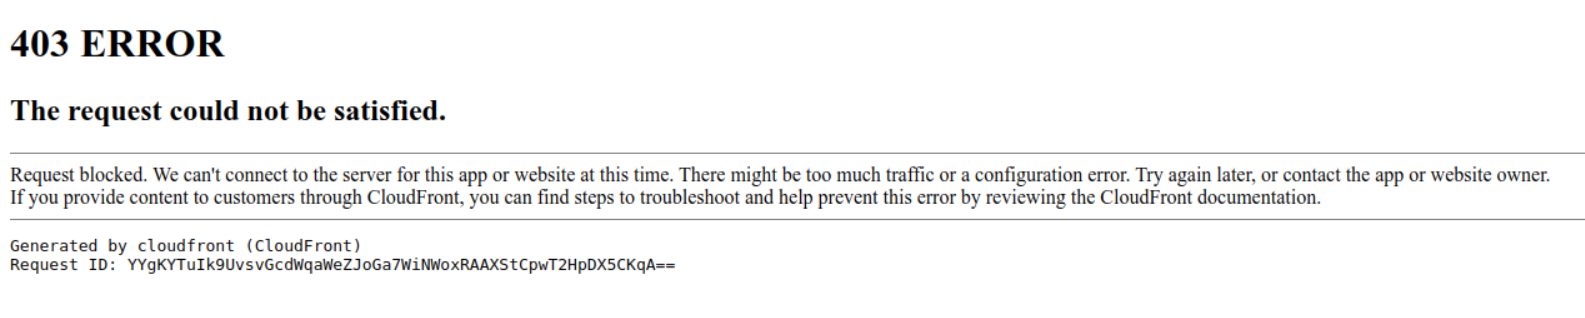 403 ERROR
The request could not be satisfied.
Request blocked. We can't connect to the server for this app or website at this time. There might be too much traffic or a configuration error. Try again later, or contact the app or website owner.
If you provide content to customers through CloudFront, you can find steps to troubleshoot and help prevent this error by reviewing the CloudFront documentation.
Generated by cloudfront (CloudFront)
Request ID: YYgKYTuIk9UvsvGcdWqaWeZJoGa7WiNWoxRAAXStCpwT2HpDX5CKqA==